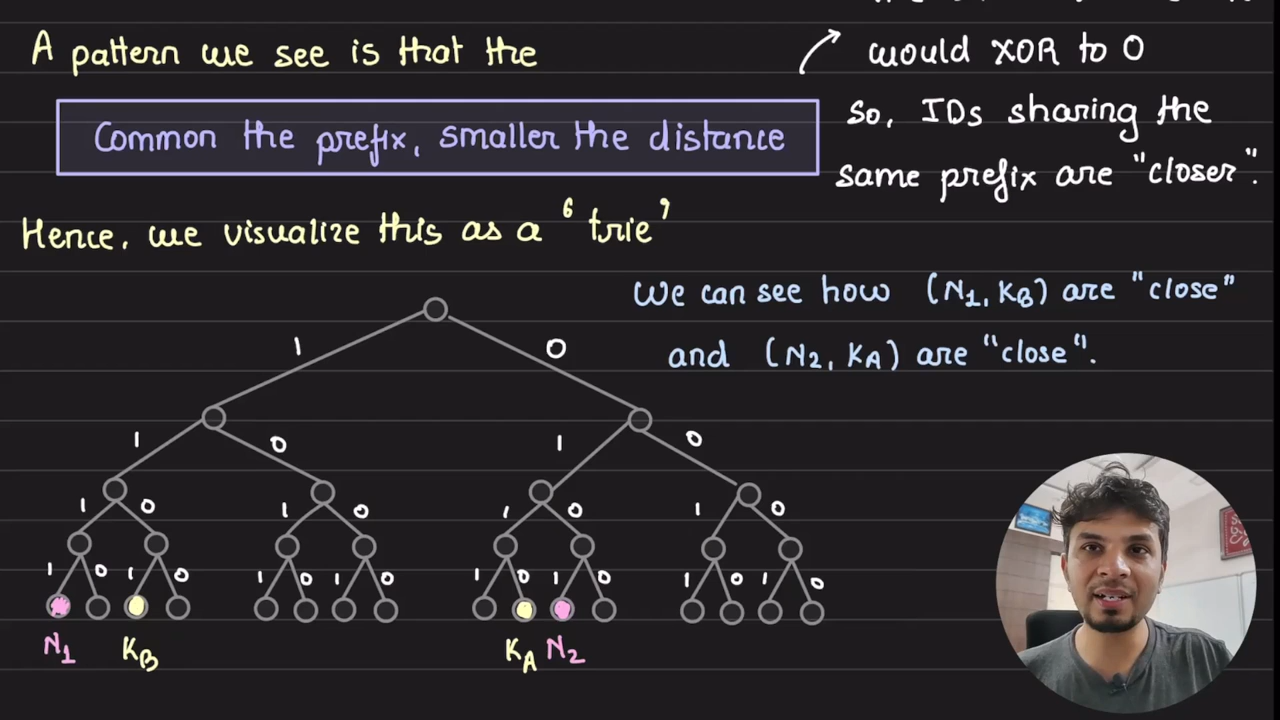 A pattern we see is that the
Common the prefix, smaller the distance
would XOR to 0
So, IDs sharing the
same prefix are "closer".
Hence, we visualize this as a 'trie'
We can see how (N1, KB) are "close"
and (N2, KA) are "close".
1 0
1 0 1 0
1 0 1 0 1 0 1 0
1 0 1 0 1 0 1 0 1 0 1 0 1 0 1 0
N1 KB KA N2